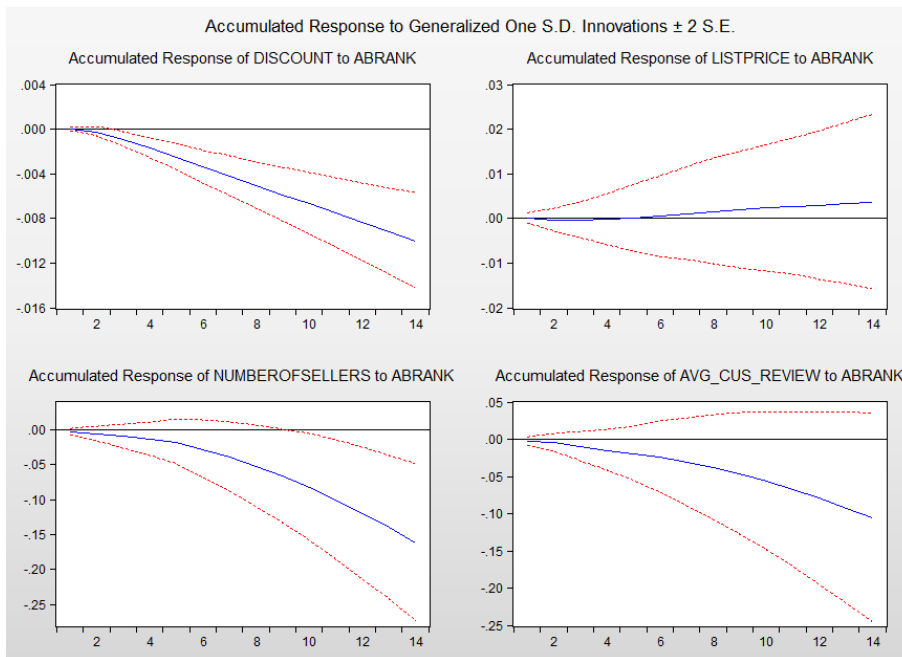 Accumulated Response to Generalized One S.D. Innovations ± 2 S.E.
Accumulated Response of DISCOUNT to ABRANK
.004
.000
-.004
-.008
-.012
-.016
2 4 6 8 10 12 14
Accumulated Response of LISTPRICE to ABRANK
.03
.02
.01
.00
-.01
-.02
2 4 6 8 10 12 14
Accumulated Response of NUMBEROFSELLERS to ABRANK
.00
-.05
-.10
-.15
-.20
-.25
2 4 6 8 10 12 14
Accumulated Response of AVG_CUS_REVIEW to ABRANK
.05
.00
-.05
-.10
-.15
-.20
-.25
2 4 6 8 10 12 14